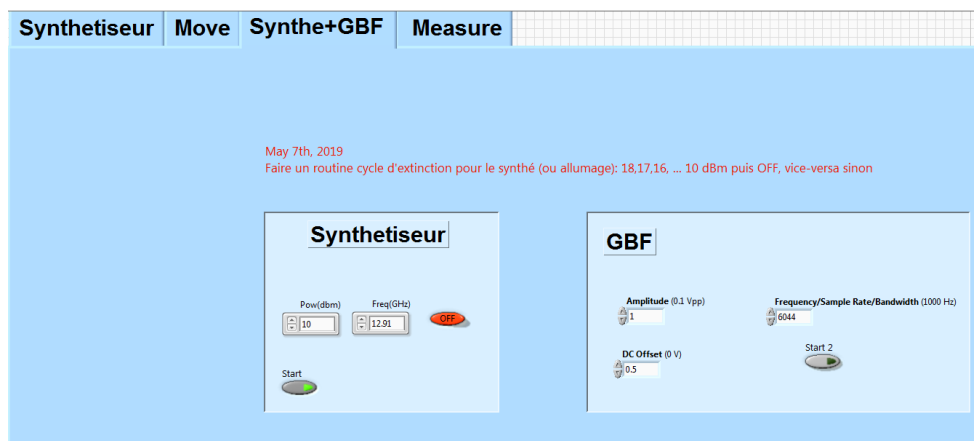 Synthetiseur Move Synthe+GBF Measure
May 7th, 2019
Faire un routine cycle d'extinction pour le synthé (ou allumage): 18,17,16, ... 10 dBm puis OFF, vice-versa sinon
Synthetiseur
Pow(dbm) Freq(GHz)
10 12.91 OFF
Start
GBF
Amplitude (0.1 Vpp) Frequency/Sample Rate/Bandwidth (1000 Hz)
1 6044
DC Offset (0 V) Start 2
0.5